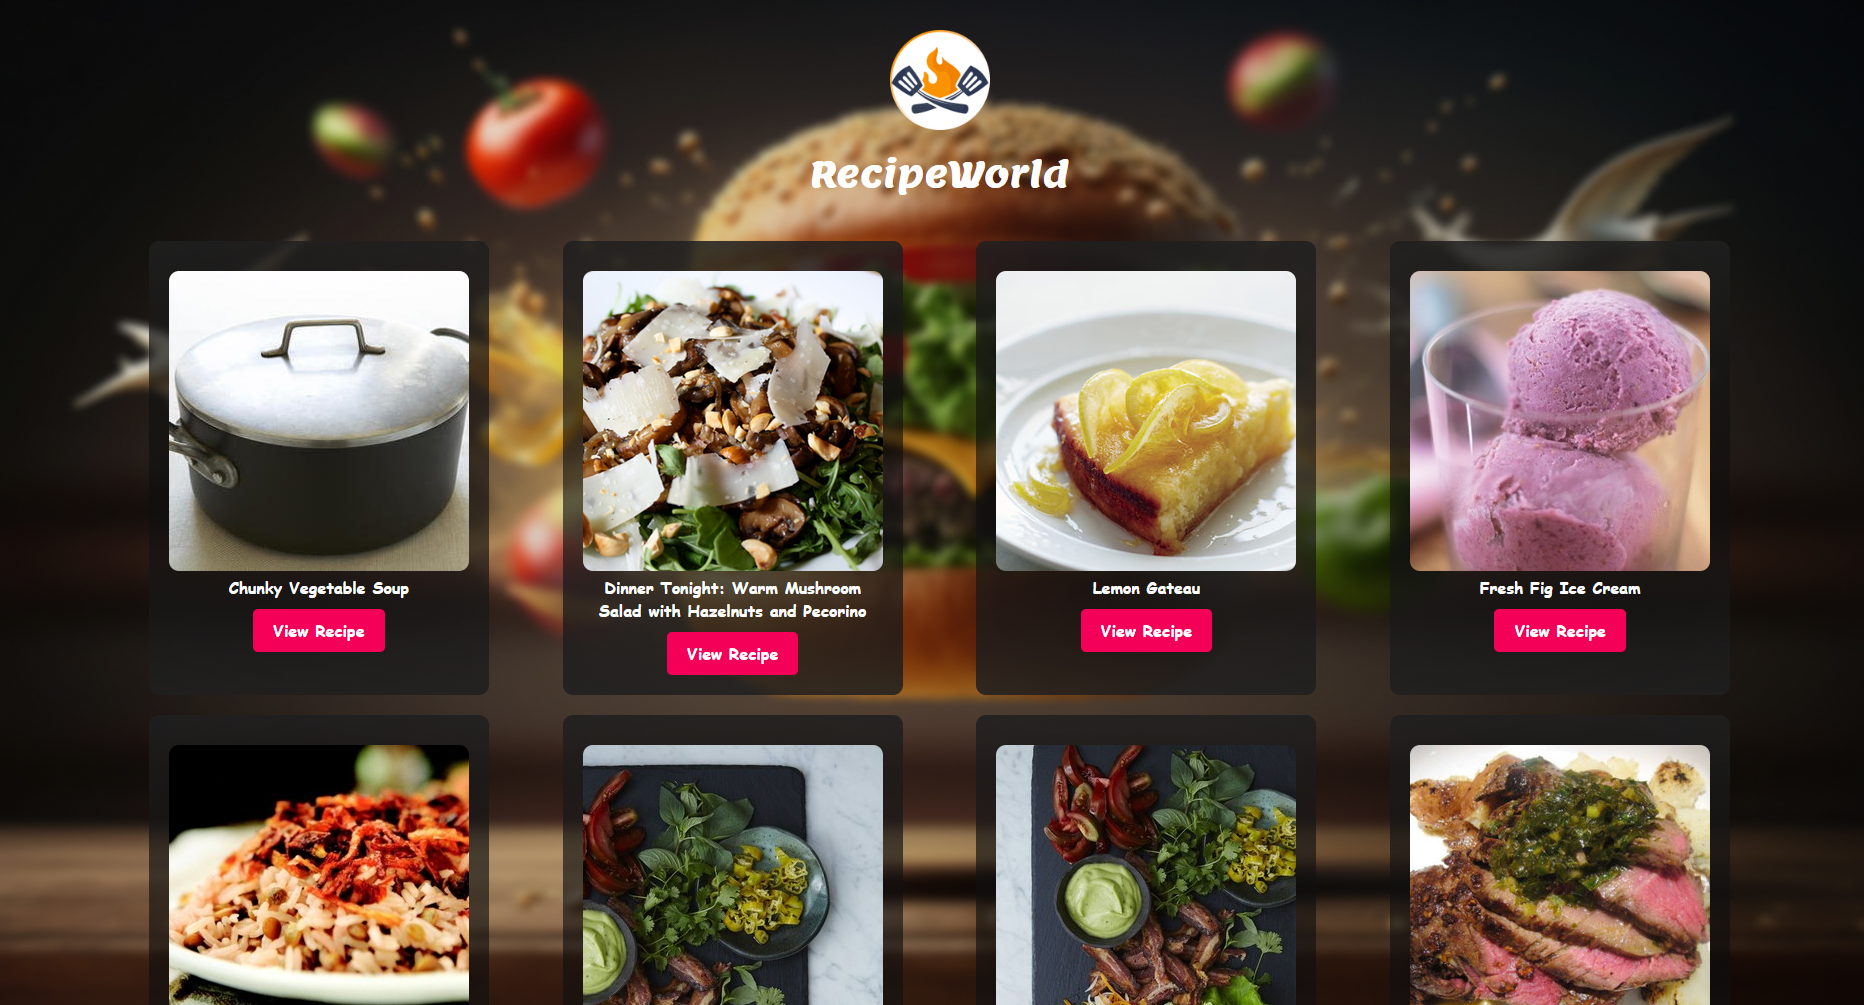 RecipeWorld
Chunky Vegetable Soup
View Recipe
Dinner Tonight: Warm Mushroom
Salad with Hazelnuts and Pecorino
View Recipe
Lemon Gateau
View Recipe
Fresh Fig Ice Cream
View Recipe